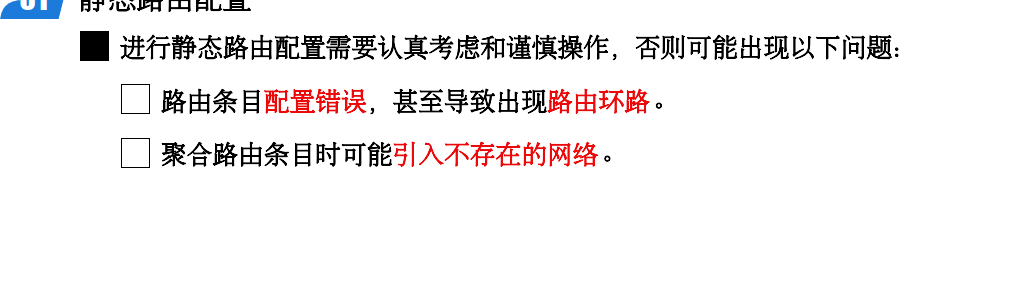 01 静态路由配置
进行静态路由配置需要认真考虑和谨慎操作，否则可能出现以下问题：
路由条目配置错误，甚至导致出现路由环路。
聚合路由条目时可能引入不存在的网络。